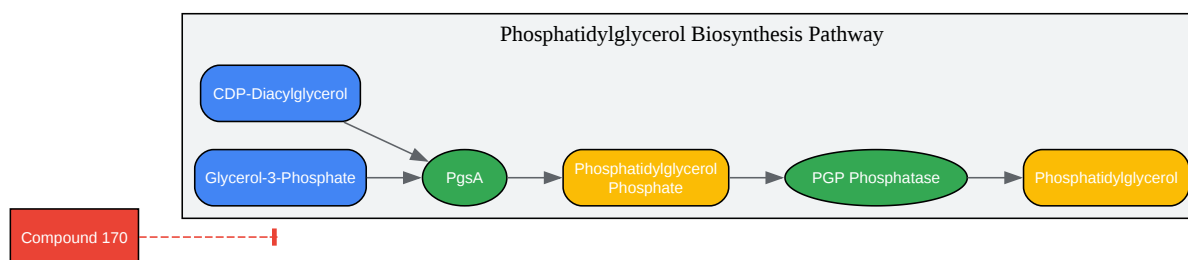 Phosphatidylglycerol Biosynthesis Pathway
CDP-Diacylglycerol
Glycerol-3-Phosphate
PgsA
Phosphatidylglycerol
Phosphate
PGP Phosphatase
Phosphatidylglycerol
Compound 170